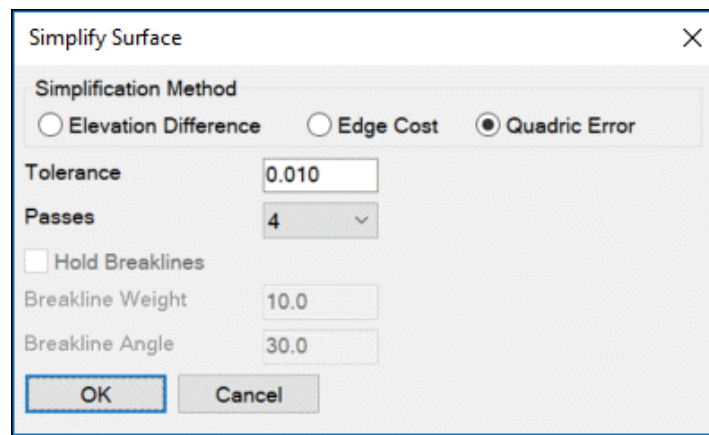 Simplify Surface
Simplification Method
Elevation Difference Edge Cost Quadric Error
Tolerance 0.010
Passes 4
Hold Breaklines
Breakline Weight 10.0
Breakline Angle 30.0
OK Cancel